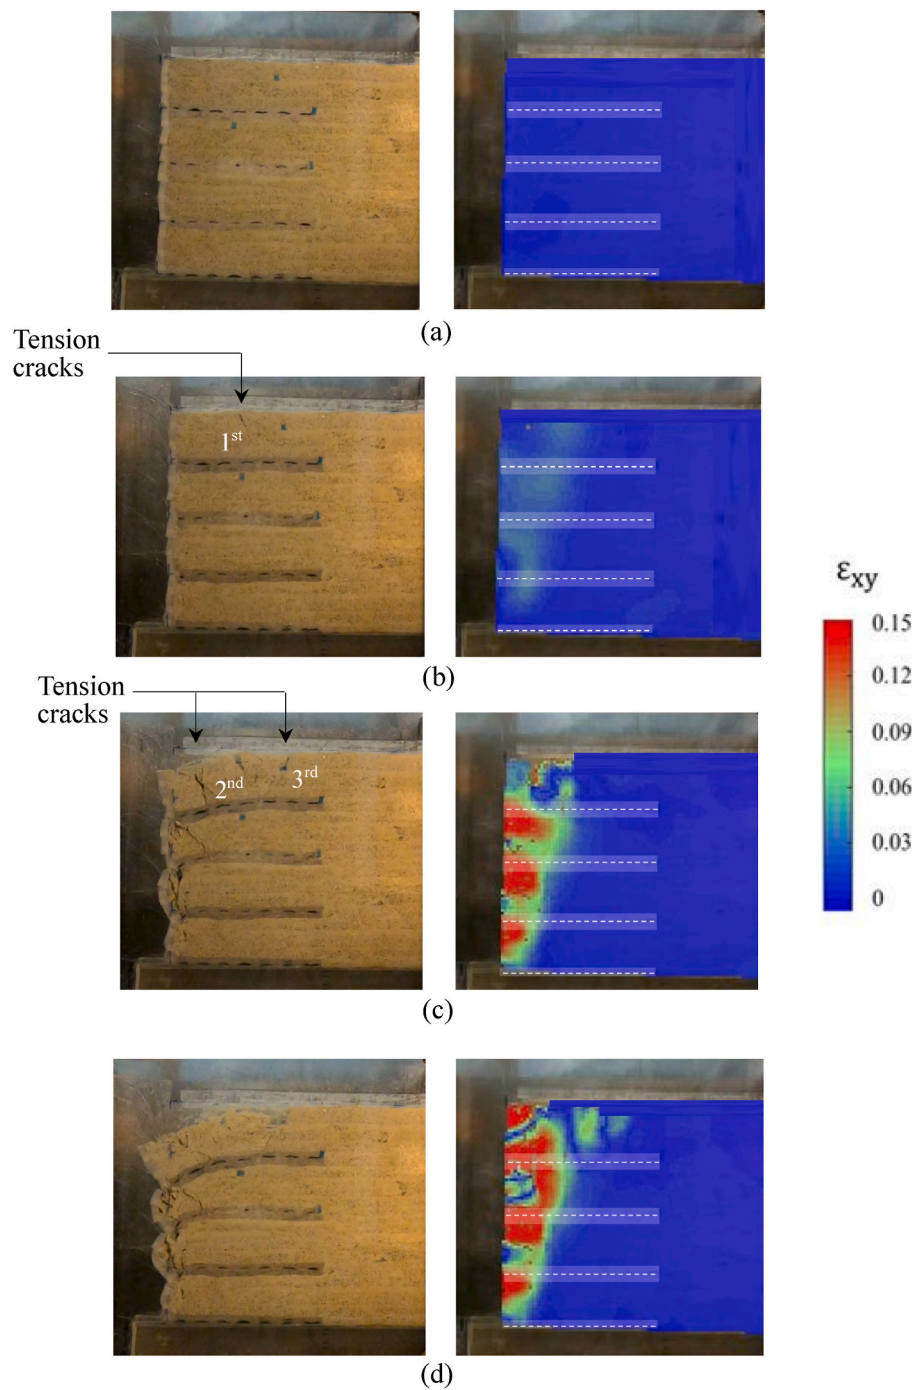 (a)
Tension
cracks
1st
(b)
εxy
0.15
0.12
0.09
0.06
0.03
0
Tension
cracks
2nd
3rd
(c)
(d)